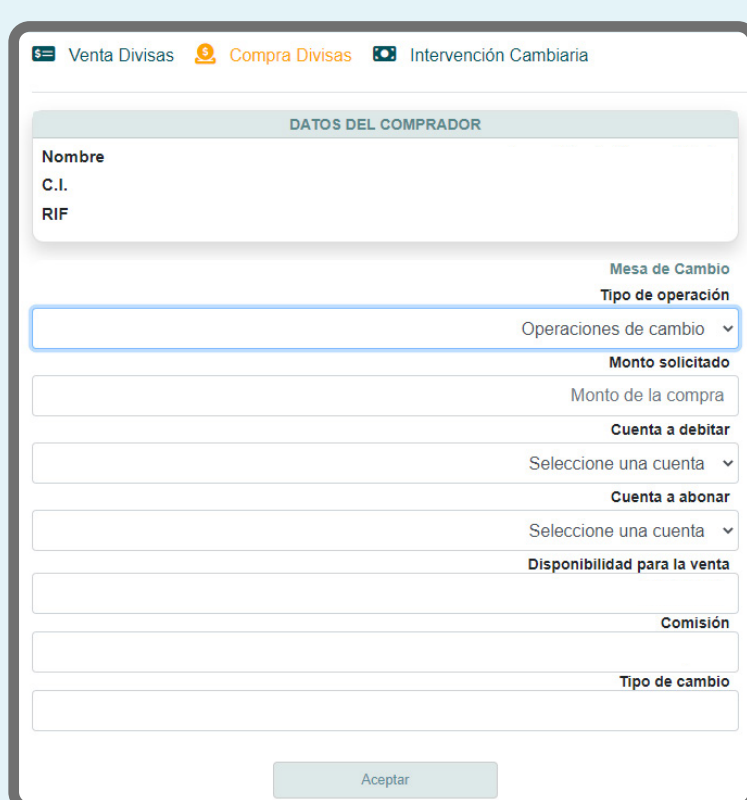 Venta Divisas Compra Divisas Intervención Cambiaria
DATOS DEL COMPRADOR
Nombre
C.I.
RIF
Mesa de Cambio
Tipo de operación
Operaciones de cambio
Monto solicitado
Monto de la compra
Cuenta a debitar
Seleccione una cuenta
Cuenta a abonar
Seleccione una cuenta
Disponibilidad para la venta
Comisión
Tipo de cambio
Aceptar